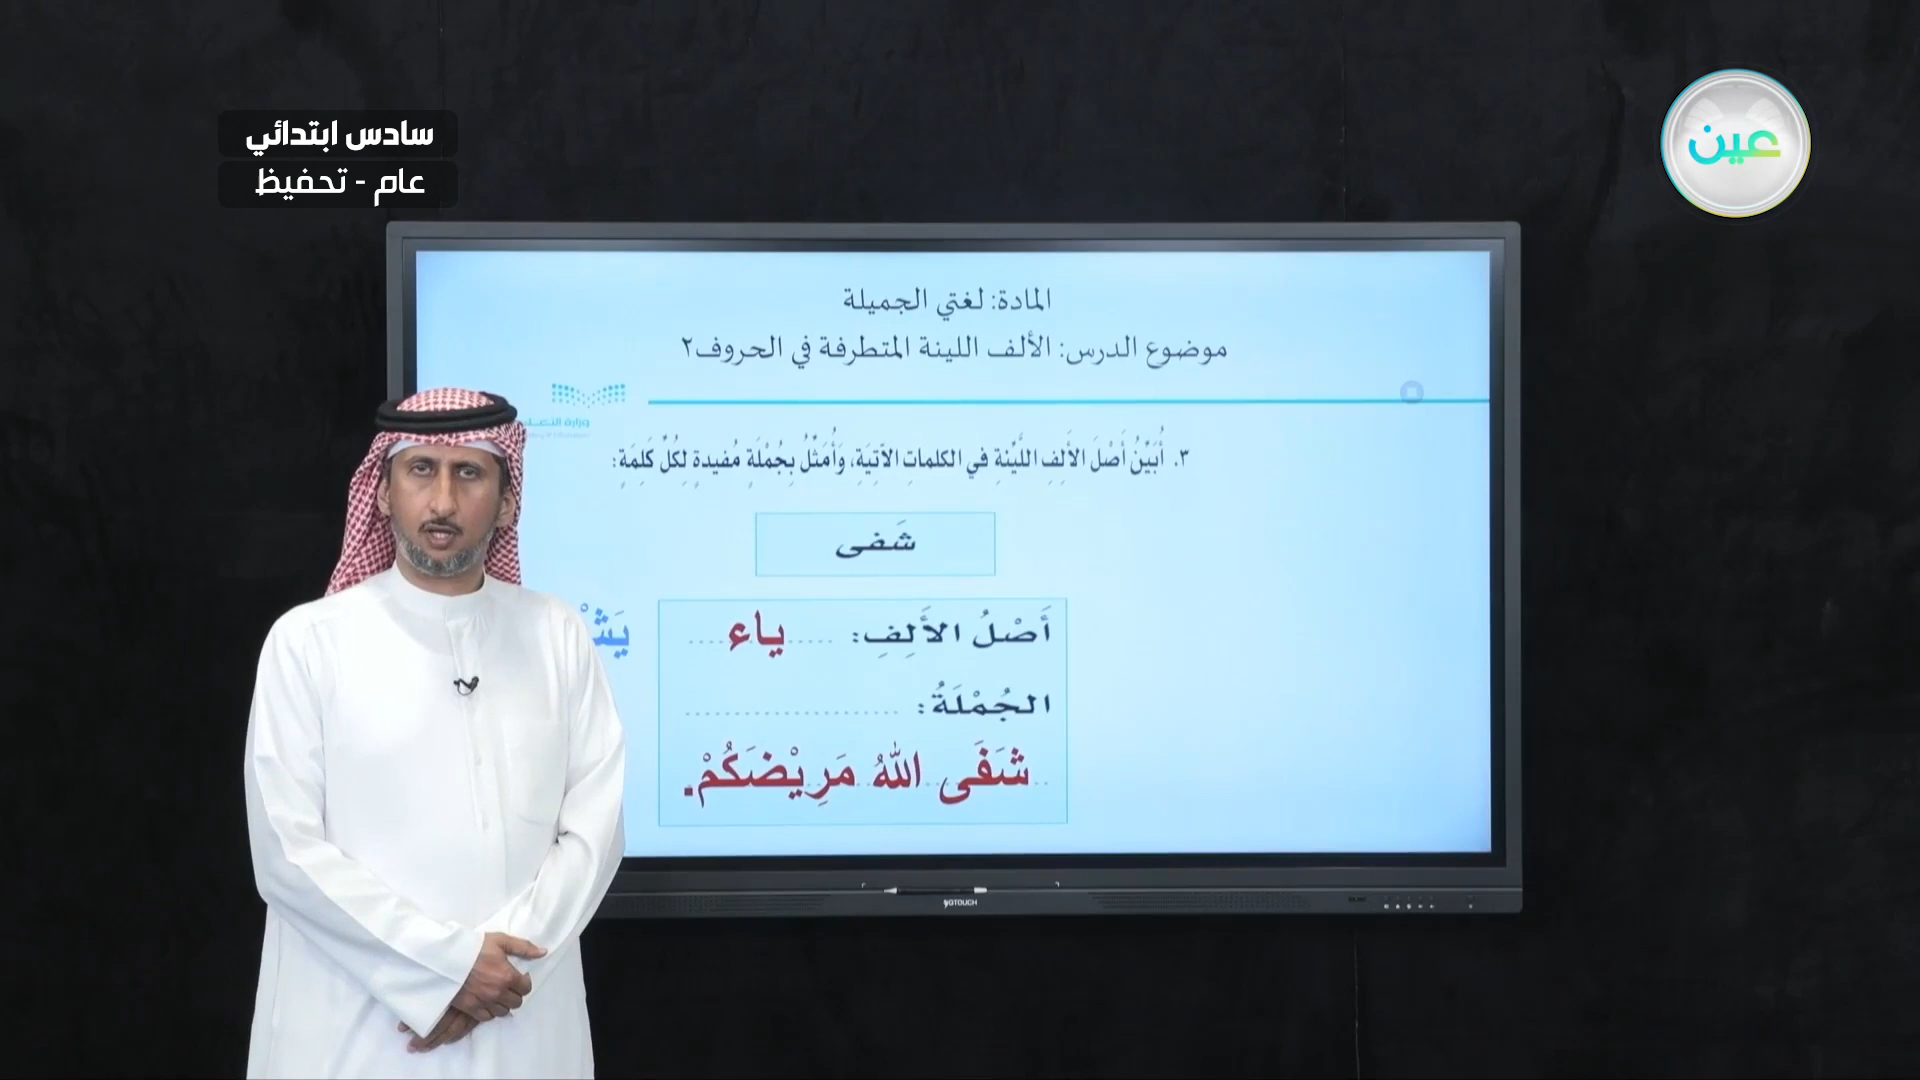 سادس ابتدائي
عام - تحفيظ
عين
المادة: لغتي الجميلة
موضوع الدرس: الألف اللينة المتطرفة في الحروف٢
٣. أُبَيِّنُ أَصْلَ الأَلِفِ اللَّيِّنةِ في الكلماتِ الآتِيَةِ، وَأُمَثِّلُ بِجُمْلَةٍ مُفيدةٍ لِكُلِّ كَلِمَةٍ:
شَفى
أَصْلُ الأَلِفِ: ..... ياء ....
الجُمْلَةُ: ......................
شَفَى اللهُ مَرِيْضَكُمْ.